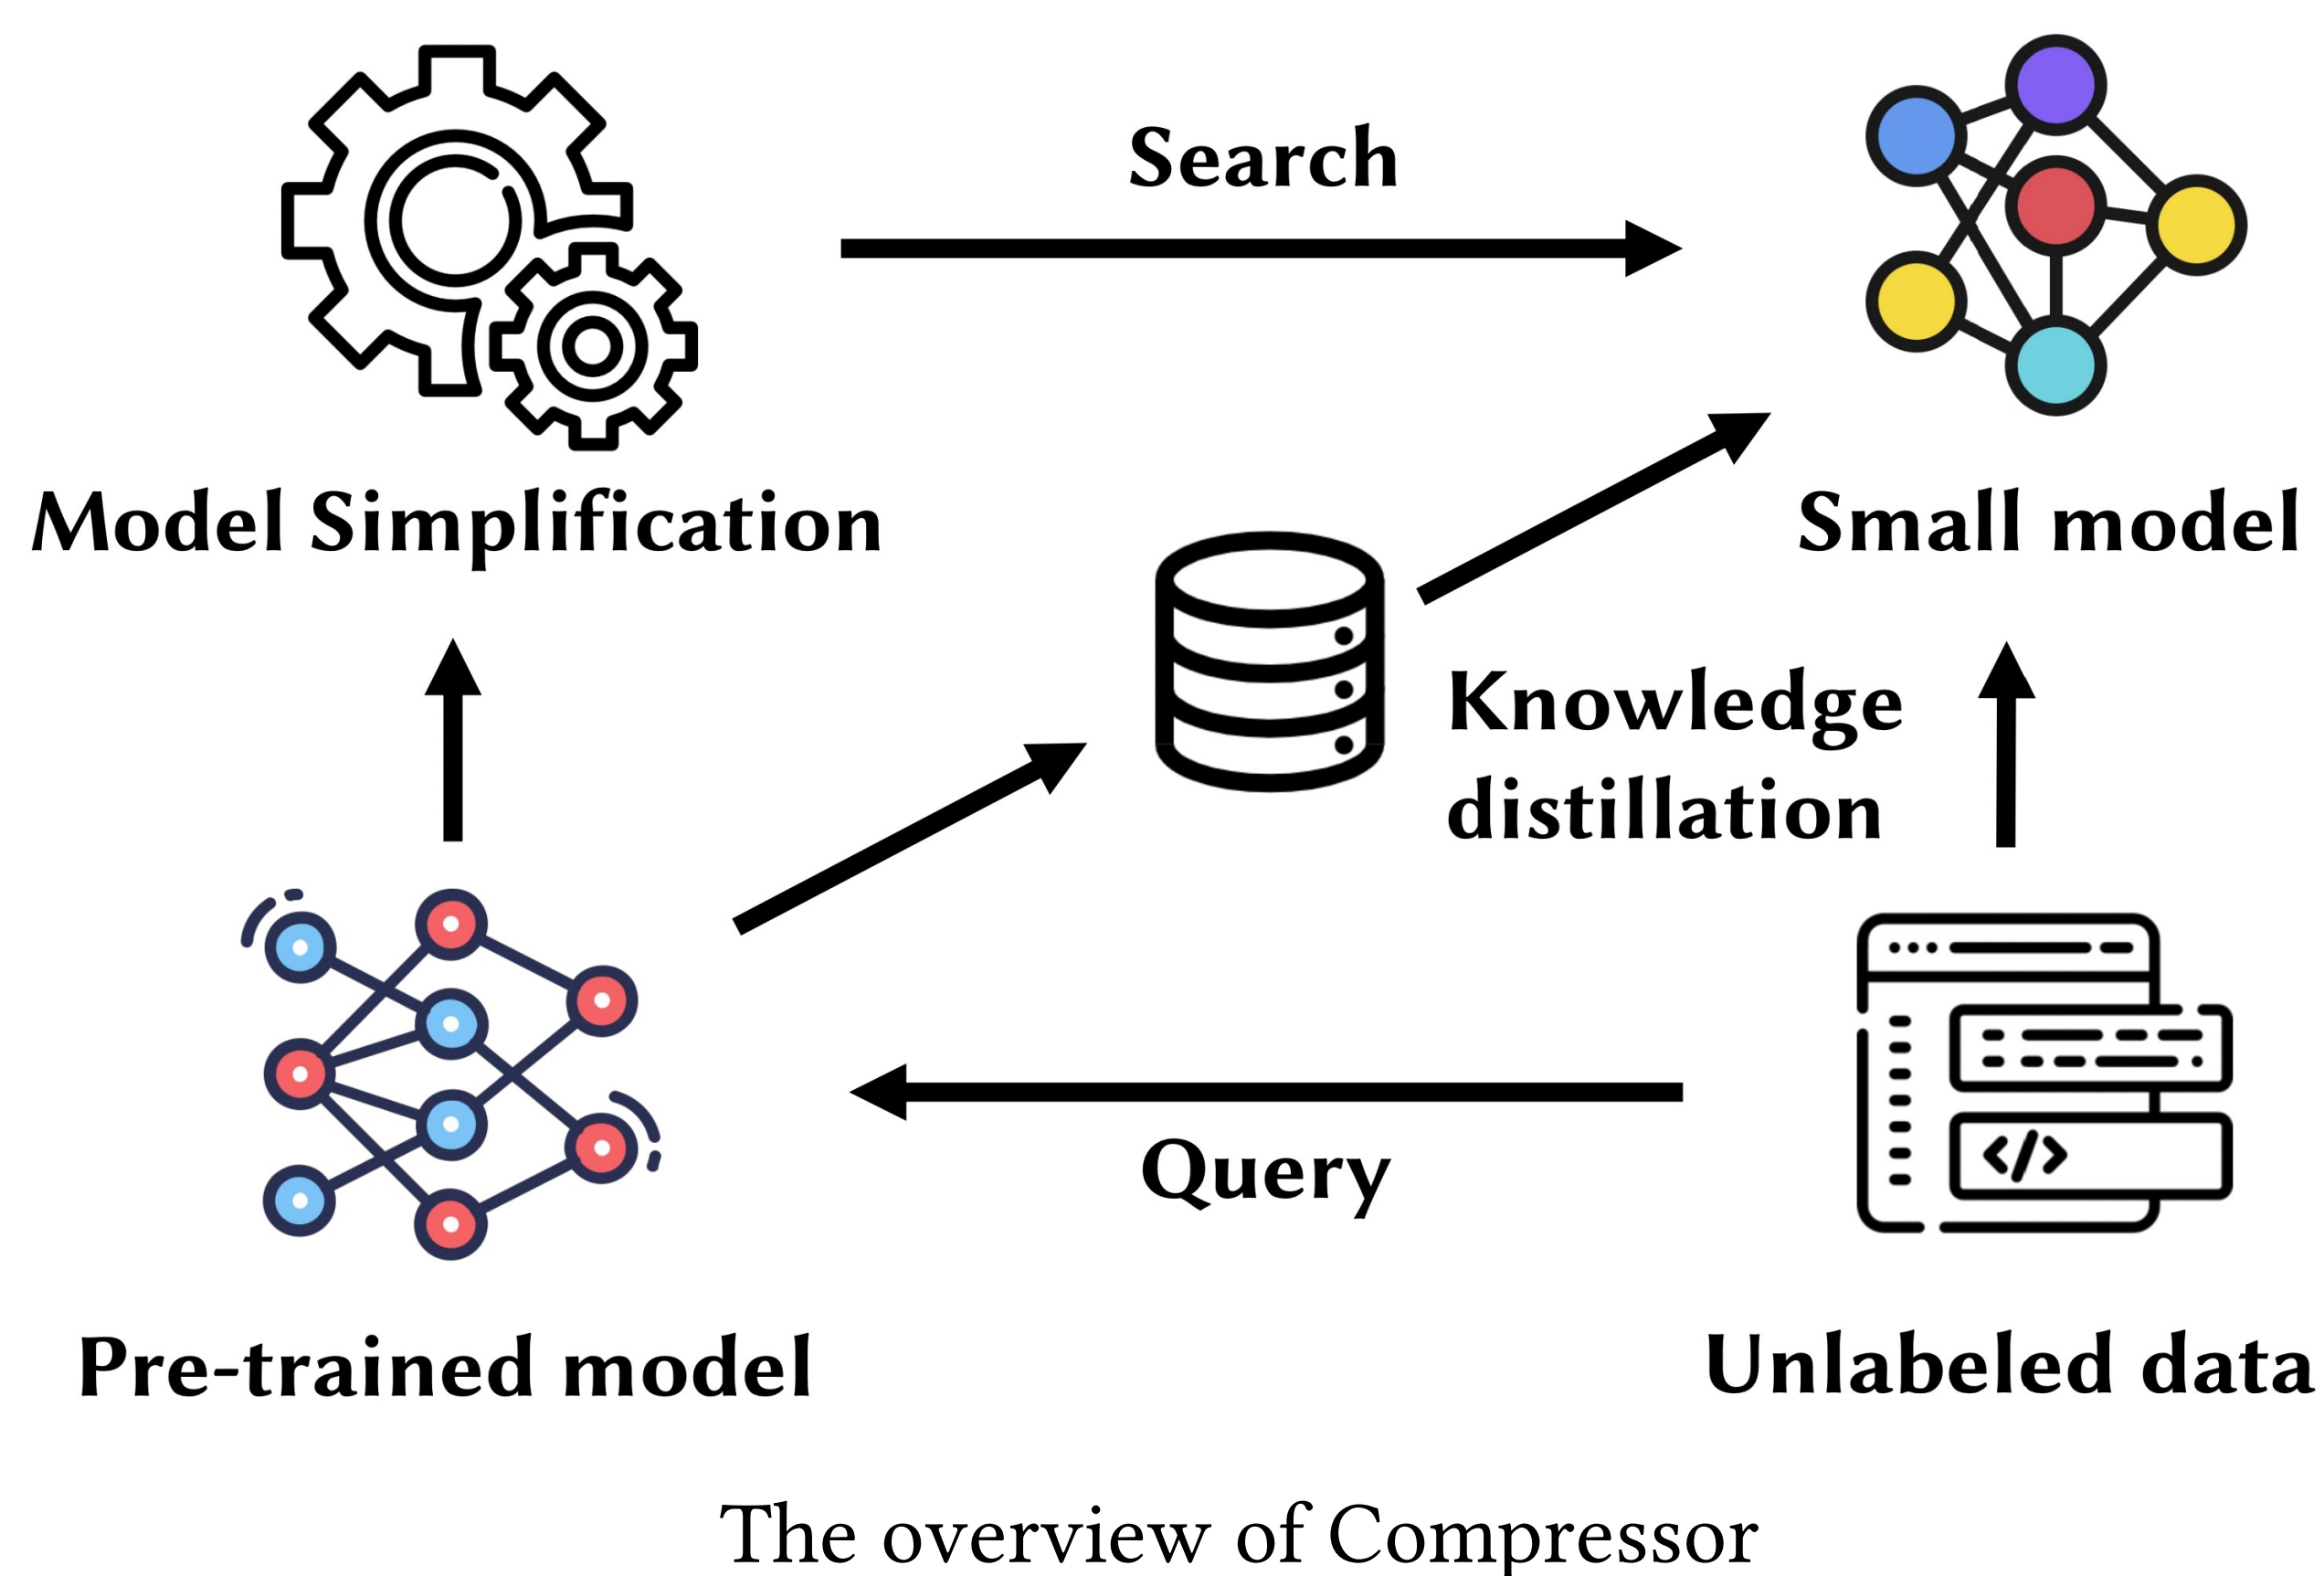 Search
Model Simplification
Small model
Knowledge
distillation
Query
Pre-trained model
Unlabeled data
The overview of Compressor